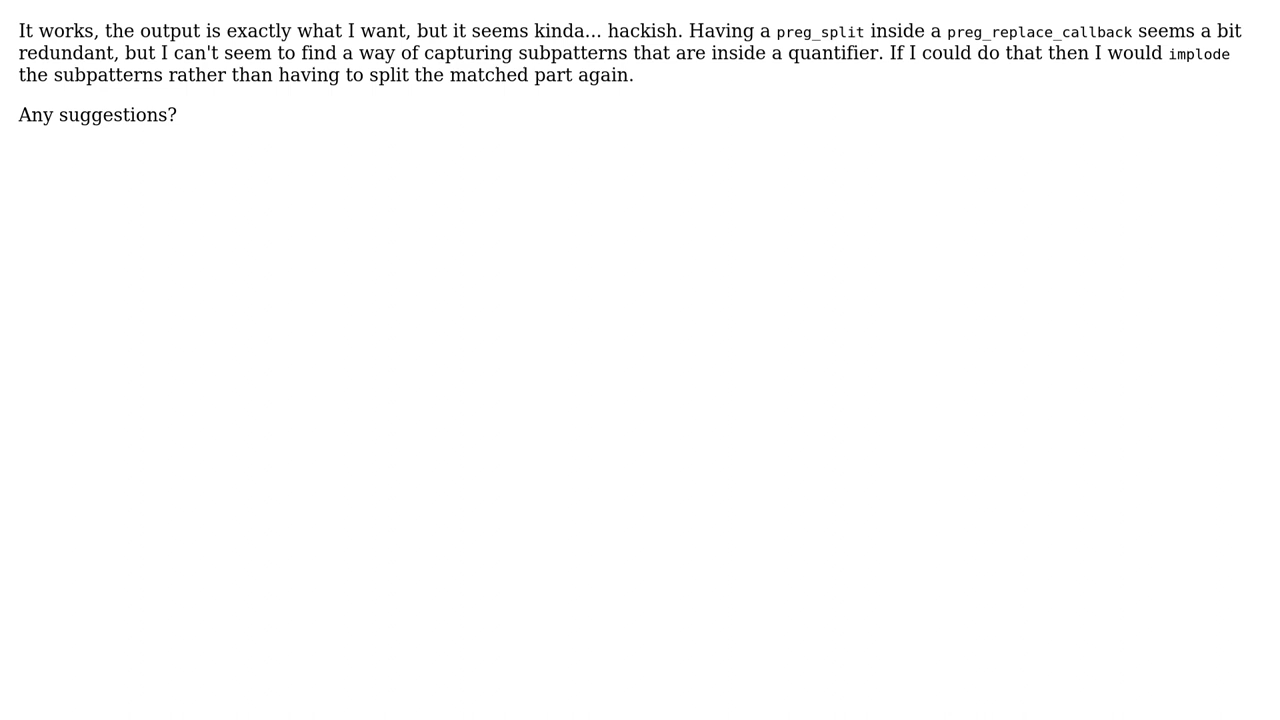 It works, the output is exactly what I want, but it seems kinda... hackish. Having a preg_split inside a preg_replace_callback seems a bit
redundant, but I can't seem to find a way of capturing subpatterns that are inside a quantifier. If I could do that then I would implode
the subpatterns rather than having to split the matched part again.
Any suggestions?